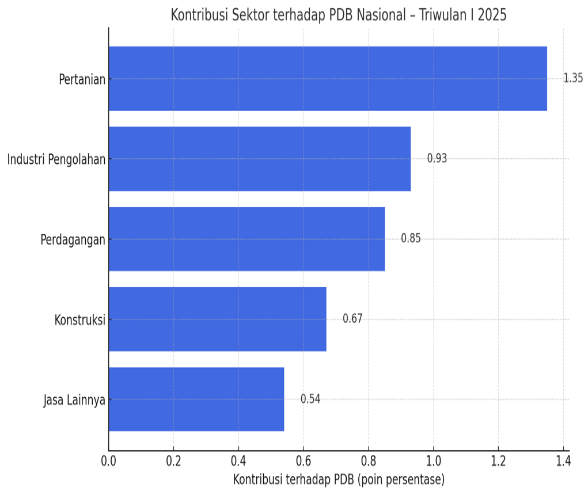 Kontribusi Sektor terhadap PDB Nasional – Triwulan I 2025
Pertanian
1.35
Industri Pengolahan
0.93
Perdagangan
0.85
Konstruksi
0.67
Jasa Lainnya
0.54
0.0 0.2 0.4 0.6 0.8 1.0 1.2 1.4
Kontribusi terhadap PDB (poin persentase)